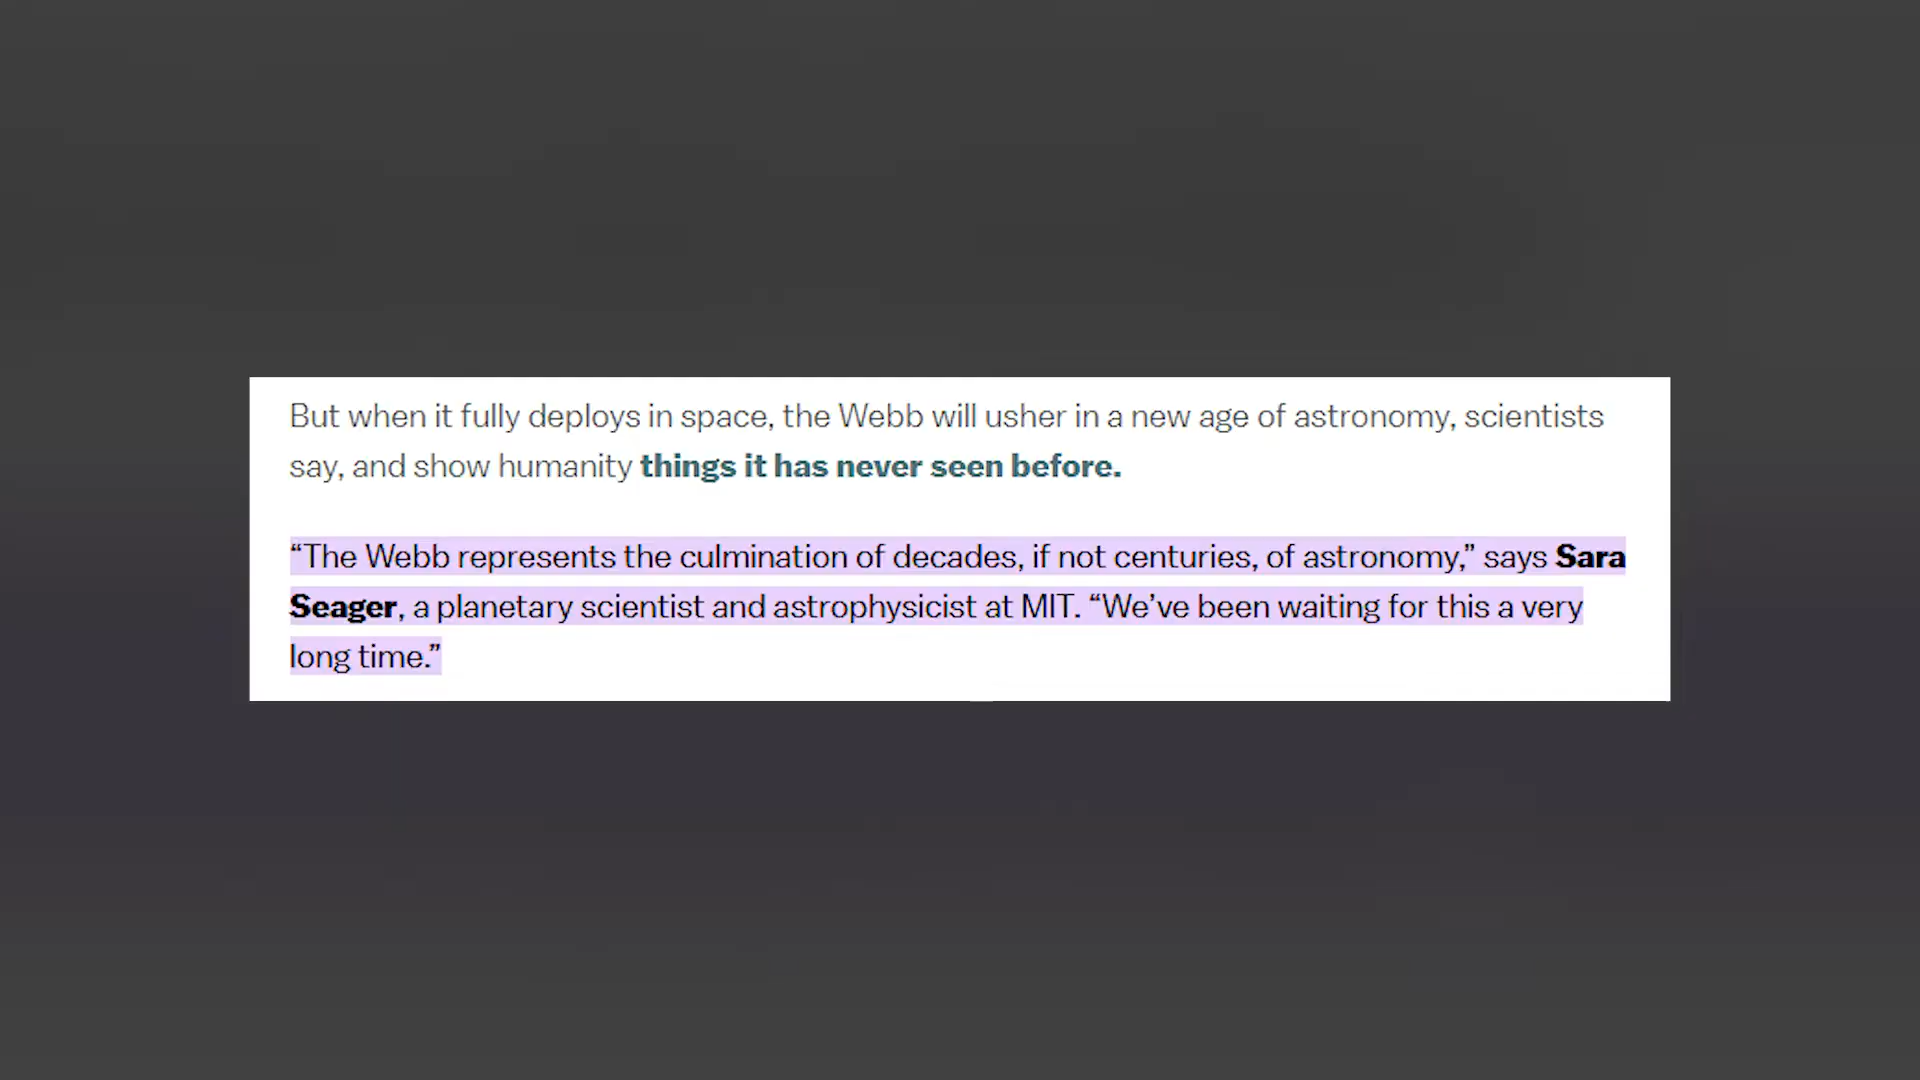 But when it fully deploys in space, the Webb will usher in a new age of astronomy, scientists
say, and show humanity things it has never seen before.
“The Webb represents the culmination of decades, if not centuries, of astronomy,” says Sara
Seager, a planetary scientist and astrophysicist at MIT. “We’ve been waiting for this a very
long time.”